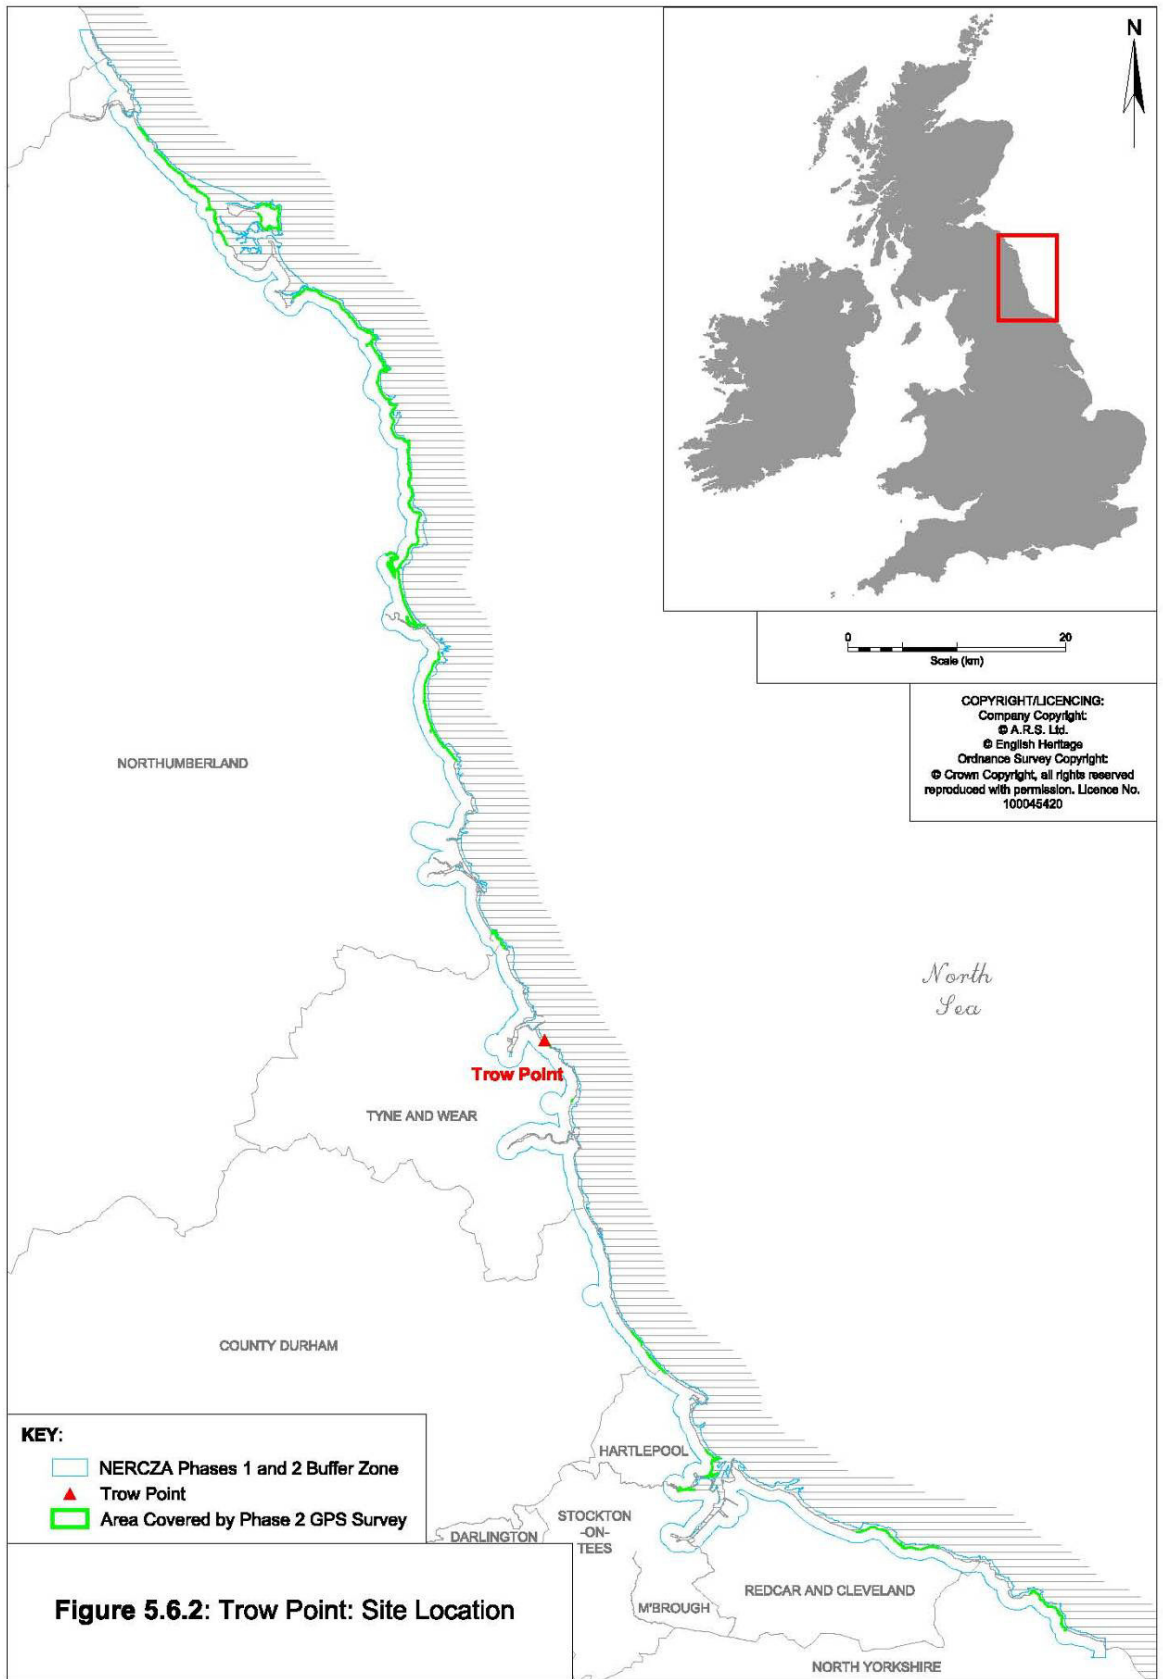 N
0 20
Scale (km)
COPYRIGHT/LICENCING:
Company Copyright:
© A.R.S. Ltd.
© English Heritage
Ordnance Survey Copyright:
© Crown Copyright, all rights reserved
reproduced with permission. Licence No.
100045420
NORTHUMBERLAND
North
Sea
Trow Point
TYNE AND WEAR
COUNTY DURHAM
HARTLEPOOL
STOCKTON
-ON-
TEES
DARLINGTON
M'BROUGH
REDCAR AND CLEVELAND
NORTH YORKSHIRE
KEY:
NERCZA Phases 1 and 2 Buffer Zone
Trow Point
Area Covered by Phase 2 GPS Survey
Figure 5.6.2: Trow Point: Site Location